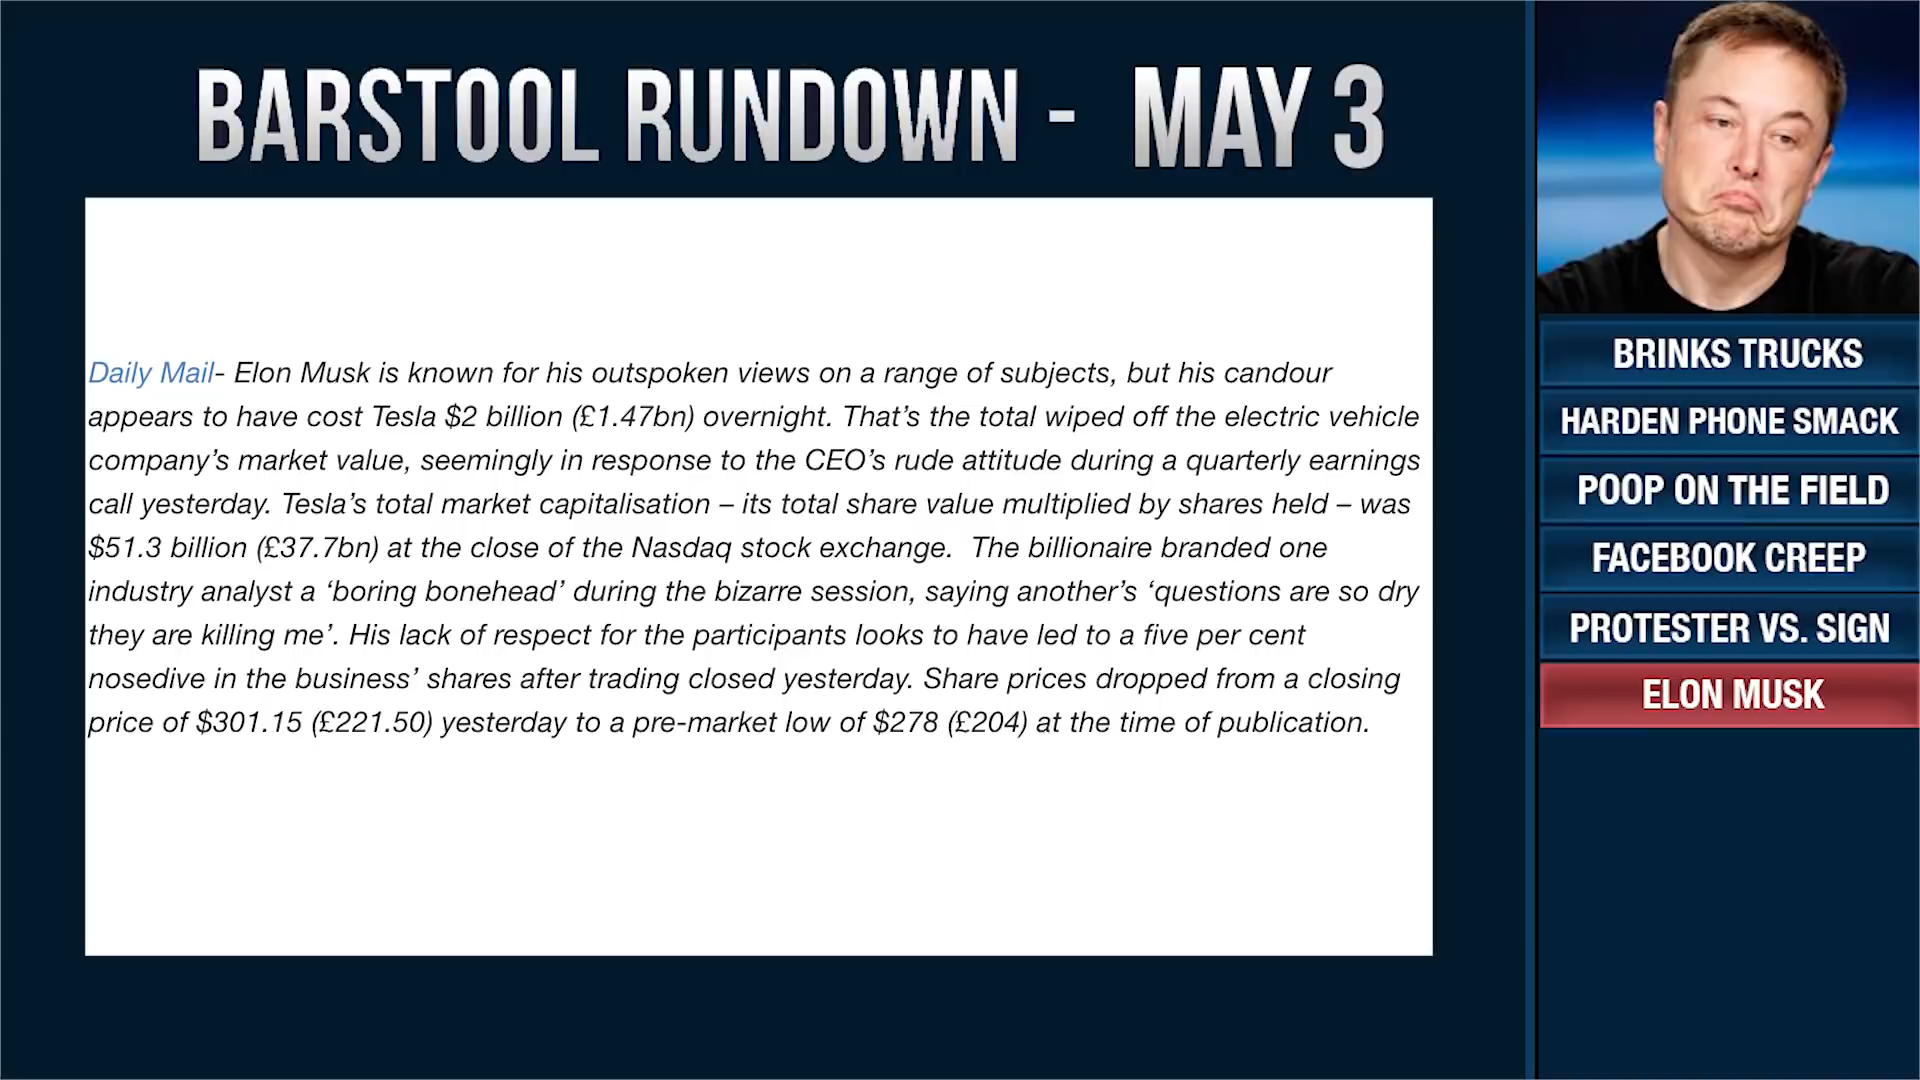 BARSTOOL RUNDOWN - MAY 3
Daily Mail- Elon Musk is known for his outspoken views on a range of subjects, but his candour
appears to have cost Tesla $2 billion (£1.47bn) overnight. That’s the total wiped off the electric vehicle
company’s market value, seemingly in response to the CEO’s rude attitude during a quarterly earnings
call yesterday. Tesla’s total market capitalisation – its total share value multiplied by shares held – was
$51.3 billion (£37.7bn) at the close of the Nasdaq stock exchange.  The billionaire branded one
industry analyst a ‘boring bonehead’ during the bizarre session, saying another’s ‘questions are so dry
they are killing me’. His lack of respect for the participants looks to have led to a five per cent
nosedive in the business’ shares after trading closed yesterday. Share prices dropped from a closing
price of $301.15 (£221.50) yesterday to a pre-market low of $278 (£204) at the time of publication.
BRINKS TRUCKS
HARDEN PHONE SMACK
POOP ON THE FIELD
FACEBOOK CREEP
PROTESTER VS. SIGN
ELON MUSK